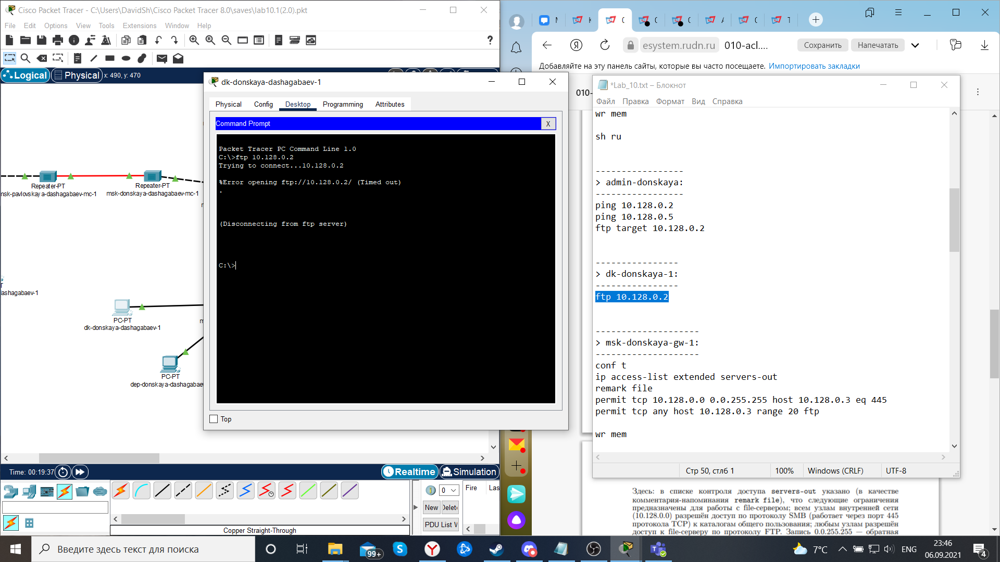 Cisco Packet Tracer - C:\Users\DavidSh\Cisco Packet Tracer 8.0\saves\lab10.1(2.0).pkt
File Edit Options View Tools Extensions Window Help
Logical Physical x: 490, y: 470
Repeater-PT
msk-pavlovskaya-dashagabaev-mc-1
Repeater-PT
msk-donskaya-dashagabaev-mc-1
dashagabaev-1
PC-PT
dk-donskaya-dashagabaev-1
PC-PT
dep-donskaya-dashagabaev
dk-donskaya-dashagabaev-1
Physical Config Desktop Programming Attributes
Command Prompt X
Packet Tracer PC Command Line 1.0
C:\>ftp 10.128.0.2
Trying to connect...10.128.0.2
%Error opening ftp://10.128.0.2/ (Timed out)
.
(Disconnecting from ftp server)
C:\>
Top
Time: 00:19:37
Realtime Simulation
0
Fire Las
New Delete
PDU List W
Copper Straight-Through
esystem.rudn.ru 010-acl.... Сохранить Напечатать
Добавляйте на эту панель сайты, которые вы часто посещаете. Импортировать закладки
010-
*Lab_10.txt – Блокнот
Файл Правка Формат Вид Справка
wr mem
sh ru
-----------------
> admin-donskaya:
-----------------
ping 10.128.0.2
ping 10.128.0.5
ftp target 10.128.0.2
----------------
> dk-donskaya-1:
----------------
ftp 10.128.0.2
--------------------
> msk-donskaya-gw-1:
--------------------
conf t
ip access-list extended servers-out
remark file
permit tcp 10.128.0.0 0.0.255.255 host 10.128.0.3 eq 445
permit tcp any host 10.128.0.3 range 20 ftp
wr mem
Стр 50, стлб 1 100% Windows (CRLF) UTF-8
Здесь: в списке контроля доступа servers-out указано (в качестве
комментария-напоминания remark file), что следующие ограничения
предназначены для работы с file-сервером; всем узлам внутренней сети
(10.128.0.0) разрешён доступ по протоколу SMB (работает через порт 445
протокола TCP) к каталогам общего пользования; любым узлам разрешён
доступ к file-серверу по протоколу FTP. Запись 0.0.255.255 — обратная
Введите здесь текст для поиска
99+
7°C
ENG
23:46
06.09.2021
4